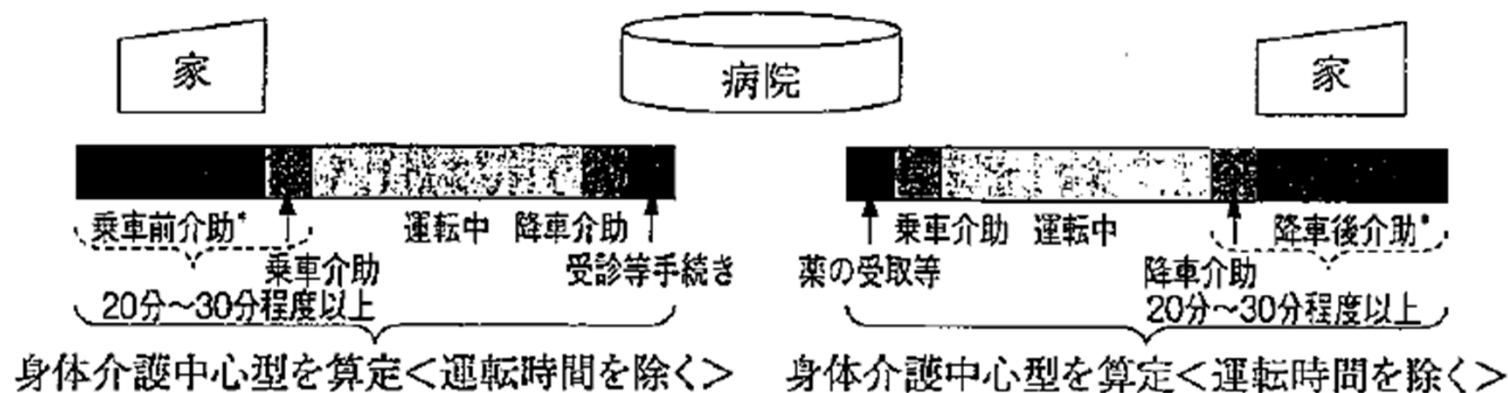 家
病院
家
乗車前介助*
運転中
降車介助
乗車介助
受診等手続き
20分～30分程度以上
身体介護中心型を算定＜運転時間を除く＞
乗車介助
運転中
降車後介助*
薬の受取等
降車介助
20分～30分程度以上
身体介護中心型を算定＜運転時間を除く＞